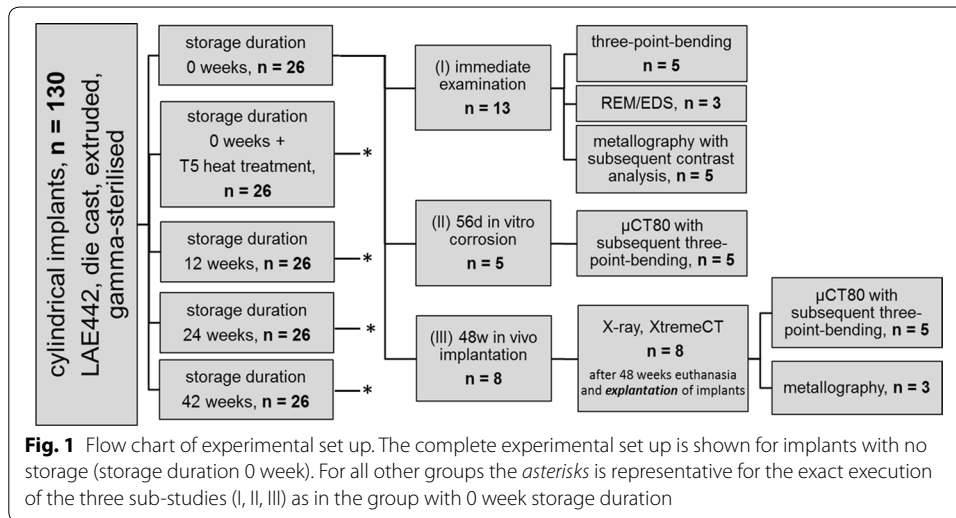 cylindrical implants, n = 130
LAE442, die cast, extruded,
gamma-sterilised
storage duration
0 weeks, n = 26
storage duration
0 weeks +
T5 heat treatment,
n = 26
*
storage duration
12 weeks, n = 26
*
storage duration
24 weeks, n = 26
*
storage duration
42 weeks, n = 26
*
(I) immediate
examination
n = 13
three-point-bending
n = 5
REM/EDS, n = 3
metallography with
subsequent contrast
analysis, n = 5
(II) 56d in vitro
corrosion
n = 5
µCT80 with
subsequent three-
point-bending, n = 5
(III) 48w in vivo
implantation
n = 8
X-ray, XtremeCT
n = 8
after 48 weeks euthanasia
and explantation of implants
µCT80 with
subsequent three-
point-bending, n = 5
metallography, n = 3
Fig. 1 Flow chart of experimental set up. The complete experimental set up is shown for implants with no
storage (storage duration 0 week). For all other groups the asterisks is representative for the exact execution
of the three sub-studies (I, II, III) as in the group with 0 week storage duration